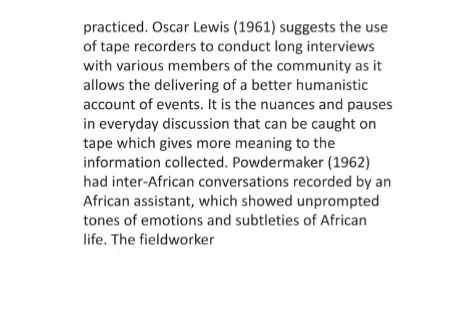 practiced. Oscar Lewis (1961) suggests the use
of tape recorders to conduct long interviews
with various members of the community as it
allows the delivering of a better humanistic
account of events. It is the nuances and pauses
in everyday discussion that can be caught on
tape which gives more meaning to the
information collected. Powdermaker (1962)
had inter-African conversations recorded by an
African assistant, which showed unprompted
tones of emotions and subtleties of African
life. The fieldworker